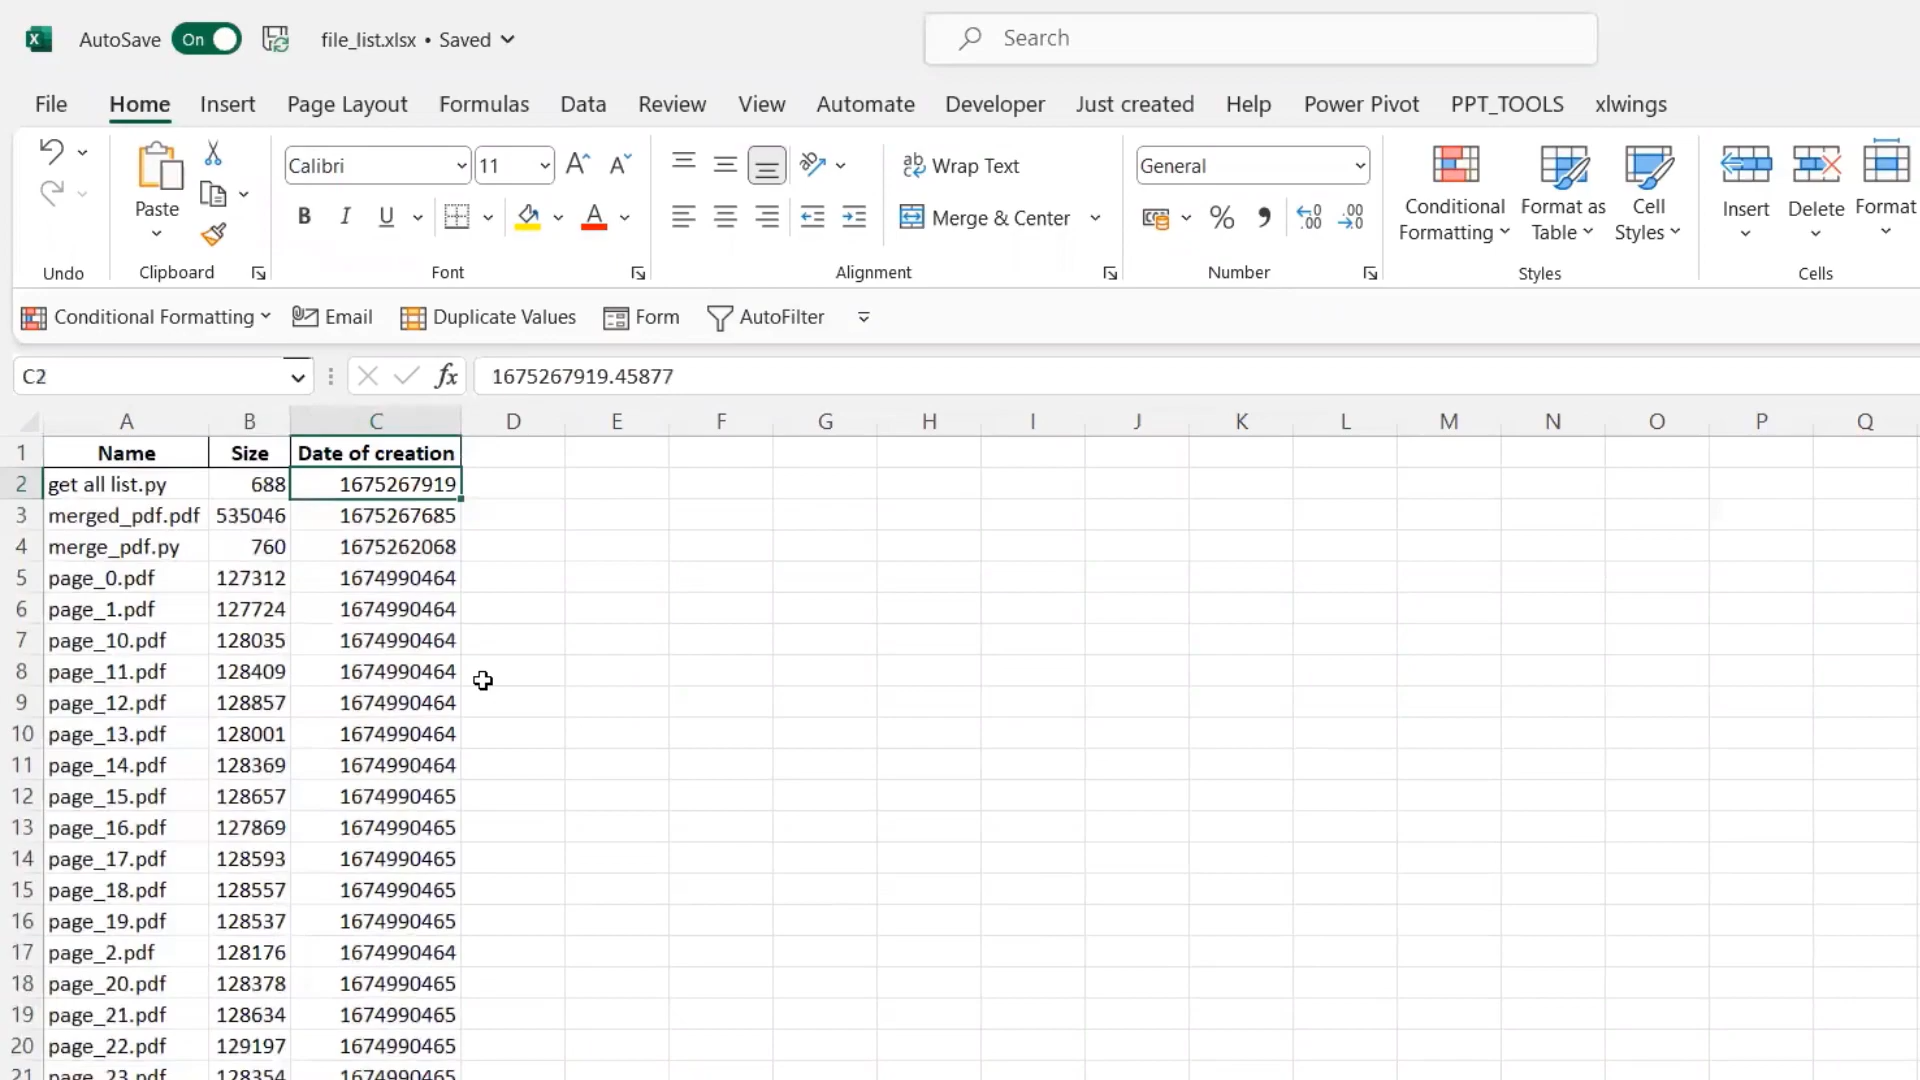 AutoSave On file_list.xlsx • Saved Search
File Home Insert Page Layout Formulas Data Review View Automate Developer Just created Help Power Pivot PPT_TOOLS xlwings
Paste Calibri 11 Wrap Text General Conditional Formatting Format as Table Cell Styles Insert Delete Format
B I U A Merge & Center % 
Undo Clipboard Font Alignment Number Styles Cells
Conditional Formatting Email Duplicate Values Form AutoFilter
C2 fx 1675267919.45877
A B C D E F G H I J K L M N O P Q
1 Name Size Date of creation
2 get all list.py 688 1675267919
3 merged_pdf.pdf 535046 1675267685
4 merge_pdf.py 760 1675262068
5 page_0.pdf 127312 1674990464
6 page_1.pdf 127724 1674990464
7 page_10.pdf 128035 1674990464
8 page_11.pdf 128409 1674990464
9 page_12.pdf 128857 1674990464
10 page_13.pdf 128001 1674990464
11 page_14.pdf 128369 1674990464
12 page_15.pdf 128657 1674990465
13 page_16.pdf 127869 1674990465
14 page_17.pdf 128593 1674990465
15 page_18.pdf 128557 1674990465
16 page_19.pdf 128537 1674990465
17 page_2.pdf 128176 1674990464
18 page_20.pdf 128378 1674990465
19 page_21.pdf 128634 1674990465
20 page_22.pdf 129197 1674990465
21 page_23.pdf 128354 1674990465